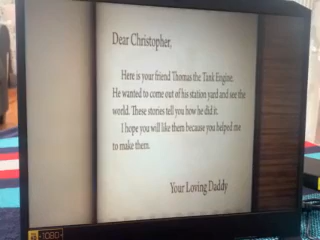 Dear Christopher,
Here is your friend Thomas the Tank Engine.
He wanted to come out of his station yard and see the
world. These stories tell you how he did it.
I hope you will like them because you helped me
to make them.
Your Loving Daddy
1080